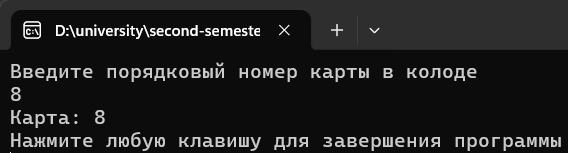 D:\university\second-semeste
Введите порядковый номер карты в колоде
8
Карта: 8
Нажмите любую клавишу для завершения программы